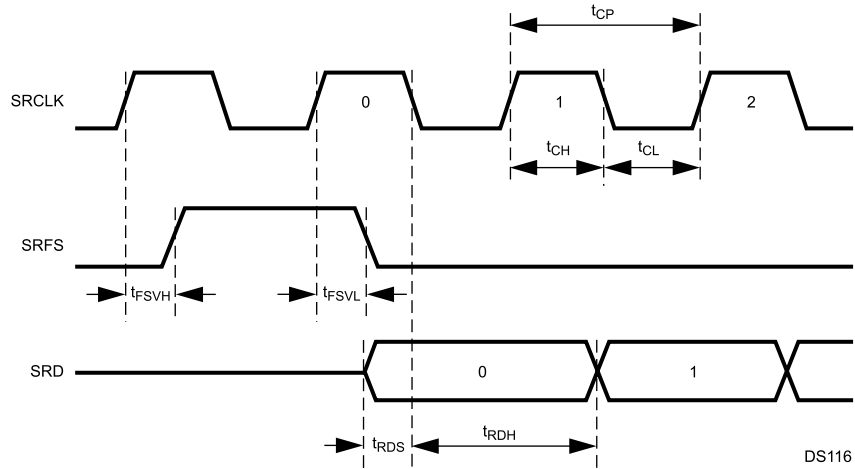 tCP
SRCLK
0
1
2
tCH
tCL
SRFS
tFSVH
tFSVL
SRD
0
1
tRDS
tRDH
DS116